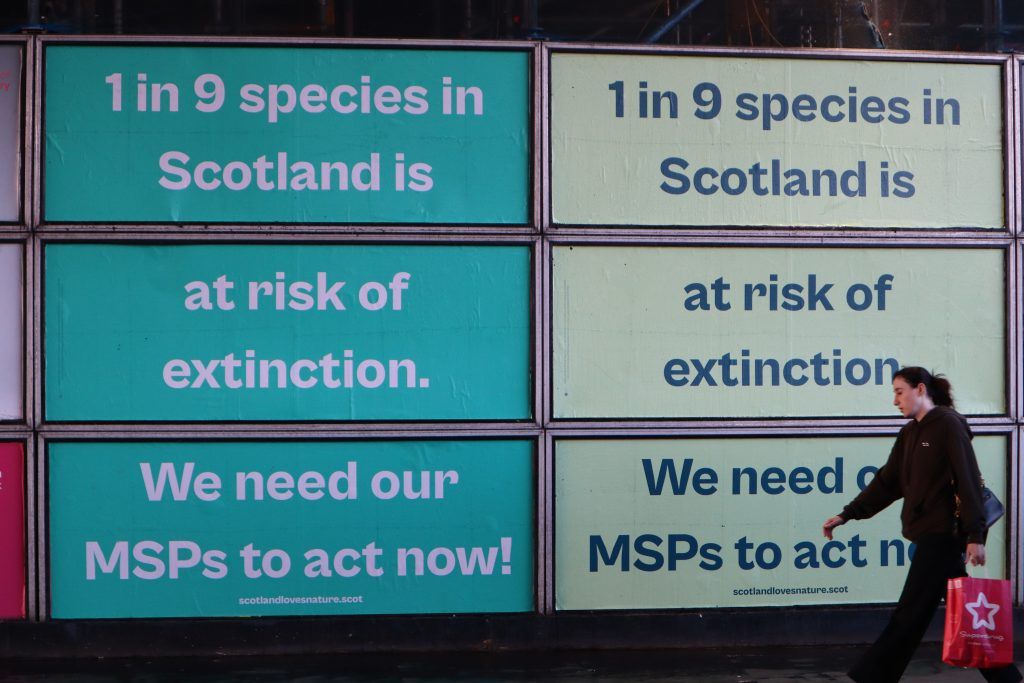 1 in 9 species in
Scotland is
at risk of
extinction.
We need our
MSPs to act now!
scotlandlovesnature.scot
1 in 9 species in
Scotland is
at risk of
extinction
We need
MSPs to act
scotlandlovesnature.scot
Superdrug